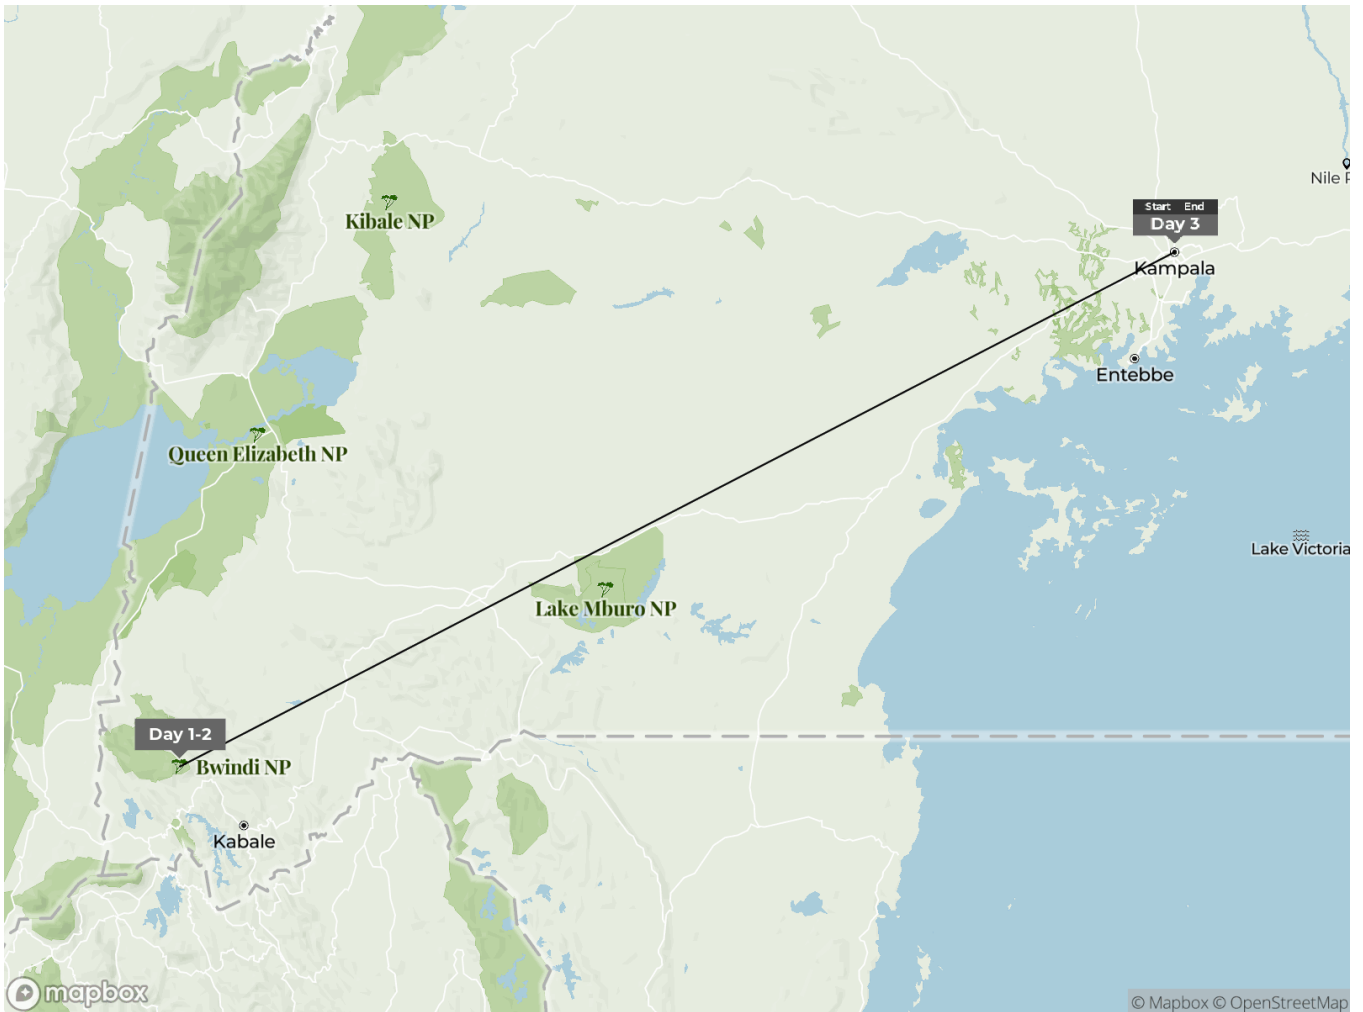 Nile
Kibale NP
Start End
Day 3
Kampala
Entebbe
Queen Elizabeth NP
Lake Victoria
Lake Mburo NP
Day 1-2
Bwindi NP
Kabale
mapbox
© Mapbox © OpenStreetMap